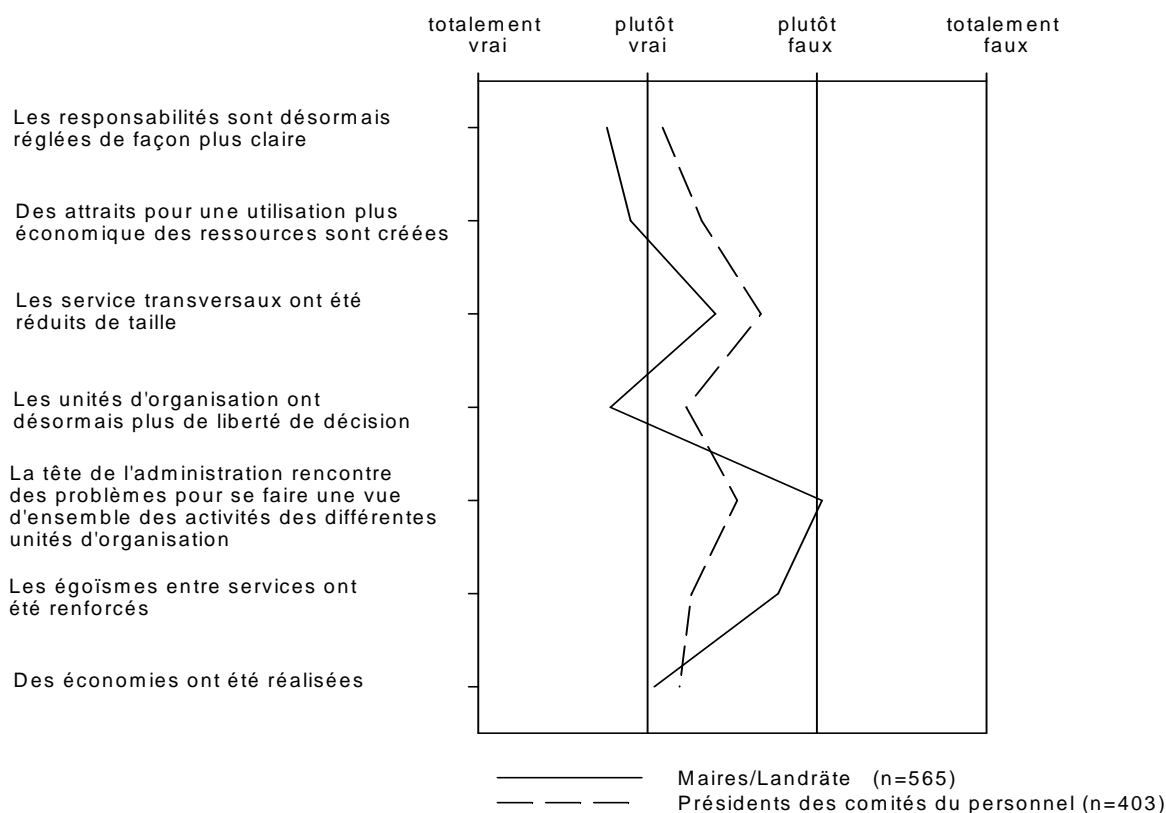 totalement vrai
plutôt vrai
plutôt faux
totalement faux
Les responsabilités sont désormais
réglées de façon plus claire
Des attraits pour une utilisation plus
économique des ressources sont créées
Les service transversaux ont été
réduits de taille
Les unités d'organisation ont
désormais plus de liberté de décision
La tête de l'administration rencontre
des problèmes pour se faire une vue
d'ensemble des activités des différentes
unités d'organisation
Les égoïsmes entre services ont
été renforcés
Des économies ont été réalisées
Maires/Landräte (n=565)
Présidents des comités du personnel (n=403)